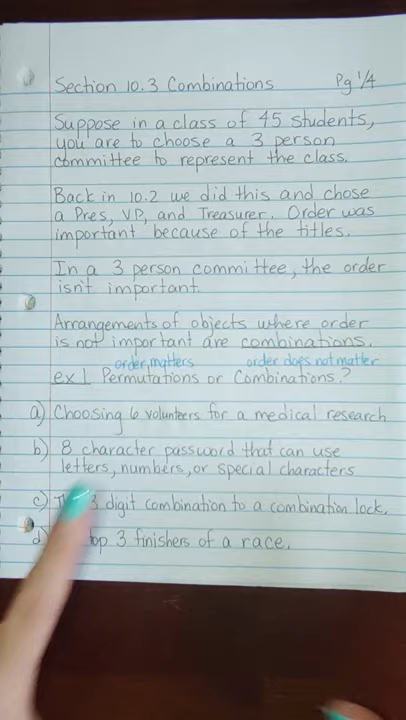 Section 10.3 Combinations Pg 1/4
Suppose in a class of 45 students,
you are to choose a 3 person
committee to represent the class.
Back in 10.2 we did this and chose
a Pres, VP, and Treasurer. Order was
important because of the titles.
In a 3 person committee, the order
isn't important.
Arrangements of objects where order
is not important are combinations.
order matters order does not matter
ex 1 Permutations or Combinations?
a) Choosing 6 volunteers for a medical research
b) 8 character password that can use
letters, numbers, or special characters
c) 3 digit combination to a combination lock.
d) top 3 finishers of a race.